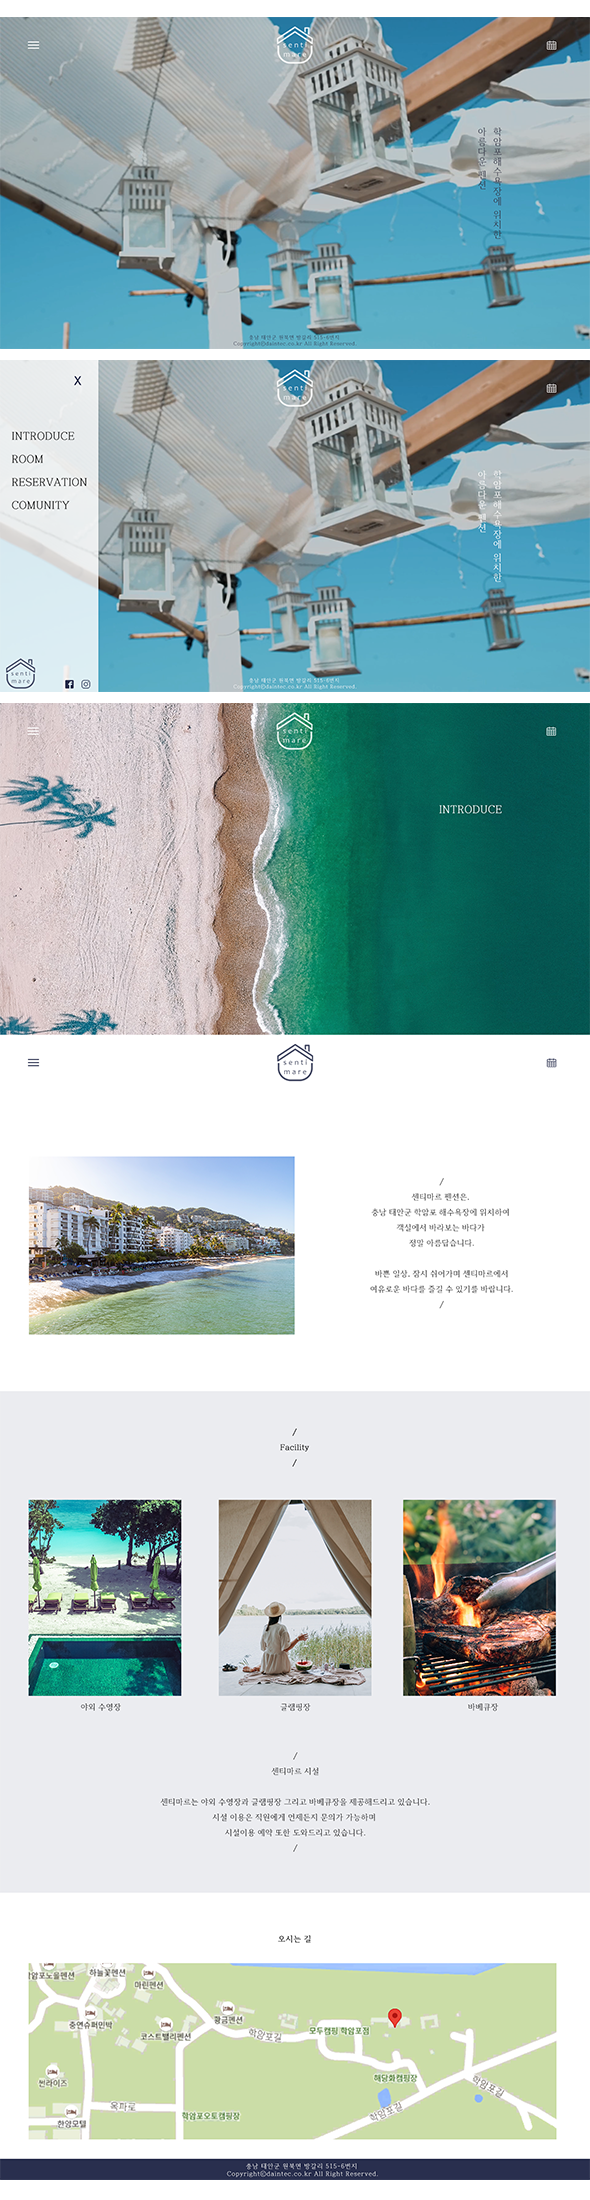 senti
mare
학암포해수욕장에 위치한
아름다운 펜션
충남 태안군 원북면 방갈리 515-6번지
Copyrightⓒdaintec.co.kr All Right Reserved.
X
INTRODUCE
ROOM
RESERVATION
COMUNITY
senti
mare
senti
mare
학암포해수욕장에 위치한
아름다운 펜션
충남 태안군 원북면 방갈리 515-6번지
Copyrightⓒdaintec.co.kr All Right Reserved.
senti
mare
INTRODUCE
senti
mare
/
센티마르 펜션은,
충남 태안군 학암포 해수욕장에 위치하여
객실에서 바라보는 바다가
정말 아름답습니다.
바쁜 일상, 잠시 쉬어가며 센티마르에서
여유로운 바다를 즐길 수 있기를 바랍니다.
/
/
Facility
/
야외 수영장
글램핑장
바베큐장
/
센티마르 시설
센티마르는 야외 수영장과 글램핑장 그리고 바베큐장을 제공해드리고 있습니다.
시설 이용은 직원에게 언제든지 문의가 가능하며
시설이용 예약 또한 도와드리고 있습니다.
/
오시는 길
하늘꽃펜션
학암포노을펜션
마린펜션
황금펜션
충연슈퍼민박
코스트밸리펜션
학암포길
모두캠핑 학암포점
해당화캠핑장
썬라이즈
옥파로
학암포길
한암모텔
학암포오토캠핑장
학암포길
충남 태안군 원북면 방갈리 515-6번지
Copyrightⓒdaintec.co.kr All Right Reserved.